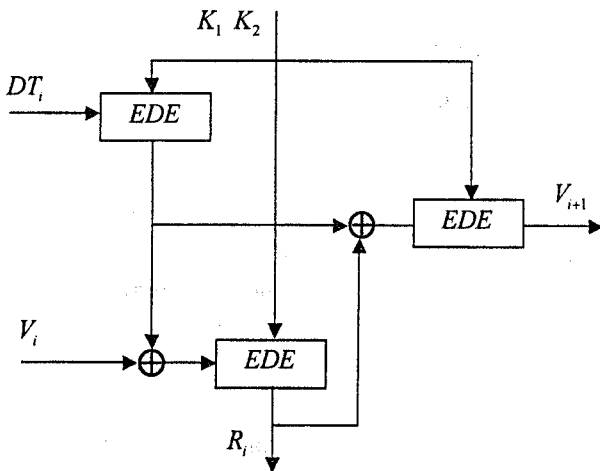 K₁ K₂
DTᵢ
EDE
EDE
Vᵢ₊₁
Vᵢ
EDE
Rᵢ